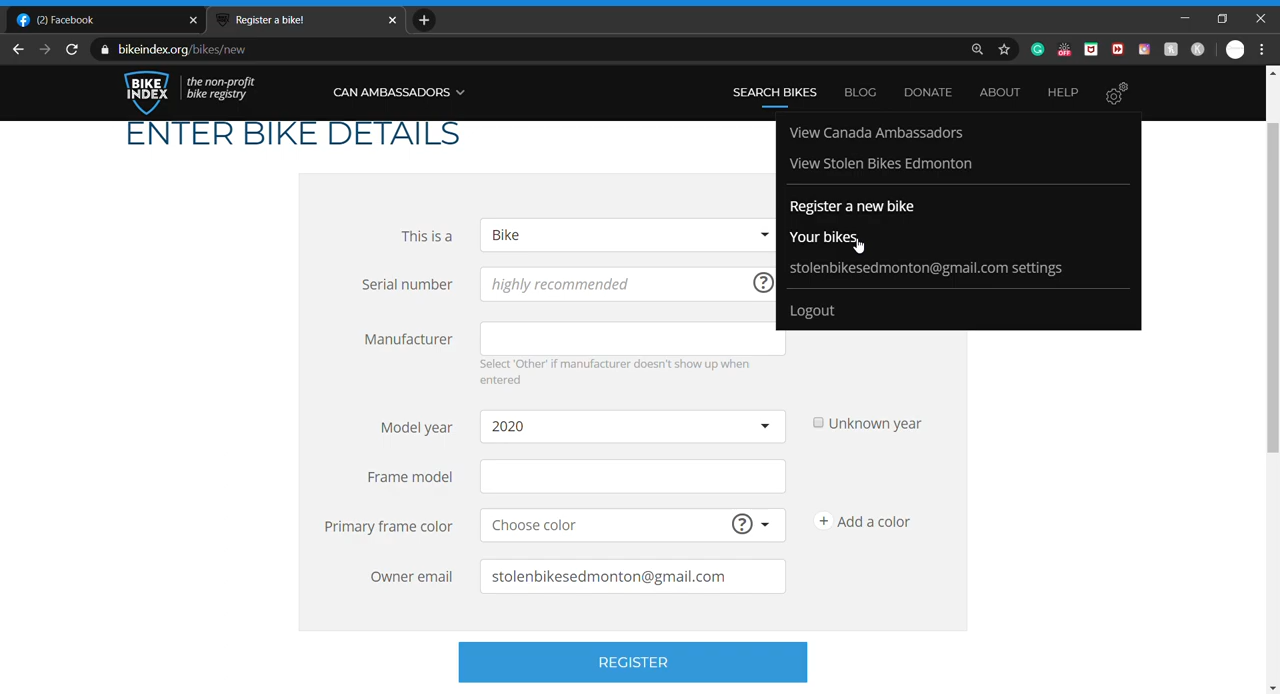 (2) Facebook
Register a bike!
bikeindex.org/bikes/new
OFF
K
BIKE INDEX
the non-profit
bike registry
CAN AMBASSADORS
SEARCH BIKES
BLOG
DONATE
ABOUT
HELP
ENTER BIKE DETAILS
View Canada Ambassadors
View Stolen Bikes Edmonton
Register a new bike
Your bikes
stolenbikesedmonton@gmail.com settings
Logout
This is a
Bike
Serial number
highly recommended
?
Manufacturer
Select 'Other' if manufacturer doesn't show up when
entered
Model year
2020
Unknown year
Frame model
Primary frame color
Choose color
?
+ Add a color
Owner email
stolenbikesedmonton@gmail.com
REGISTER